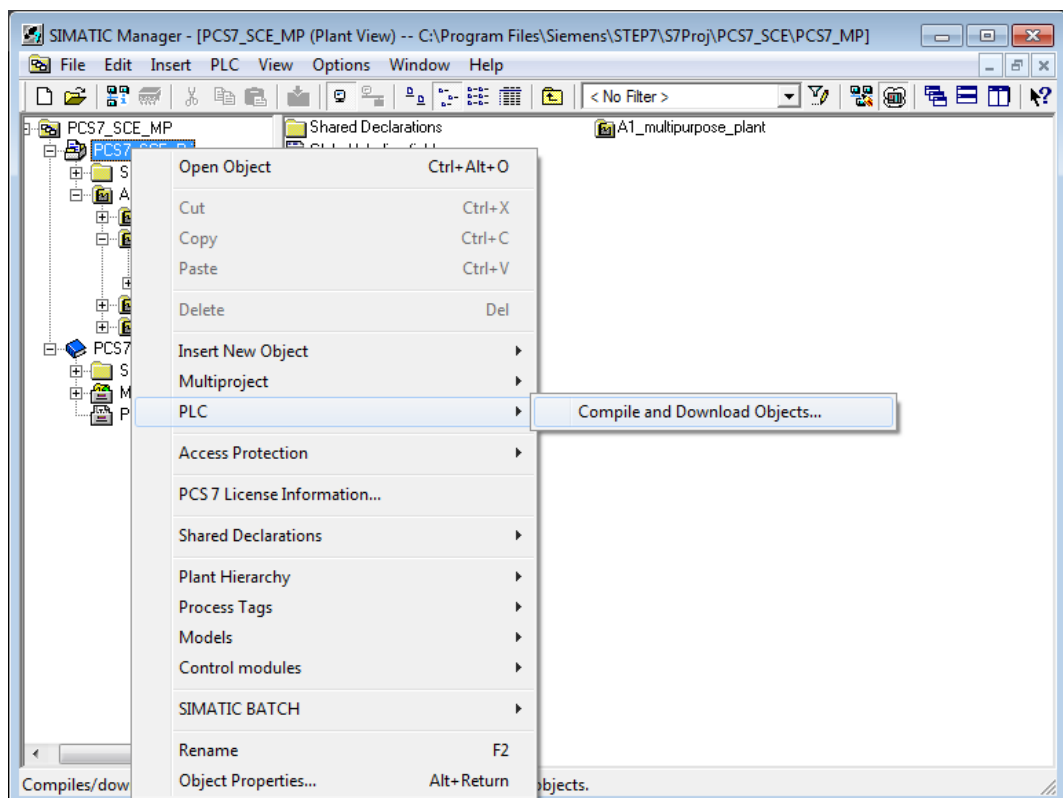 SIMATIC Manager - [PCS7_SCE_MP (Plant View) -- C:\Program Files\Siemens\STEP7\S7Proj\PCS7_SCE\PCS7_MP]
File Edit Insert PLC View Options Window Help
< No Filter >
PCS7_SCE_MP
Shared Declarations
A1_multipurpose_plant
Open Object Ctrl+Alt+O
S
Cut Ctrl+X
A
Copy Ctrl+C
Paste Ctrl+V
Delete Del
Insert New Object
PCS7
Multiproject
S
M
PLC
P
Compile and Download Objects...
Access Protection
PCS 7 License Information...
Shared Declarations
Plant Hierarchy
Process Tags
Models
Control modules
SIMATIC BATCH
Rename F2
Object Properties... Alt+Return
Compiles/dow
objects.